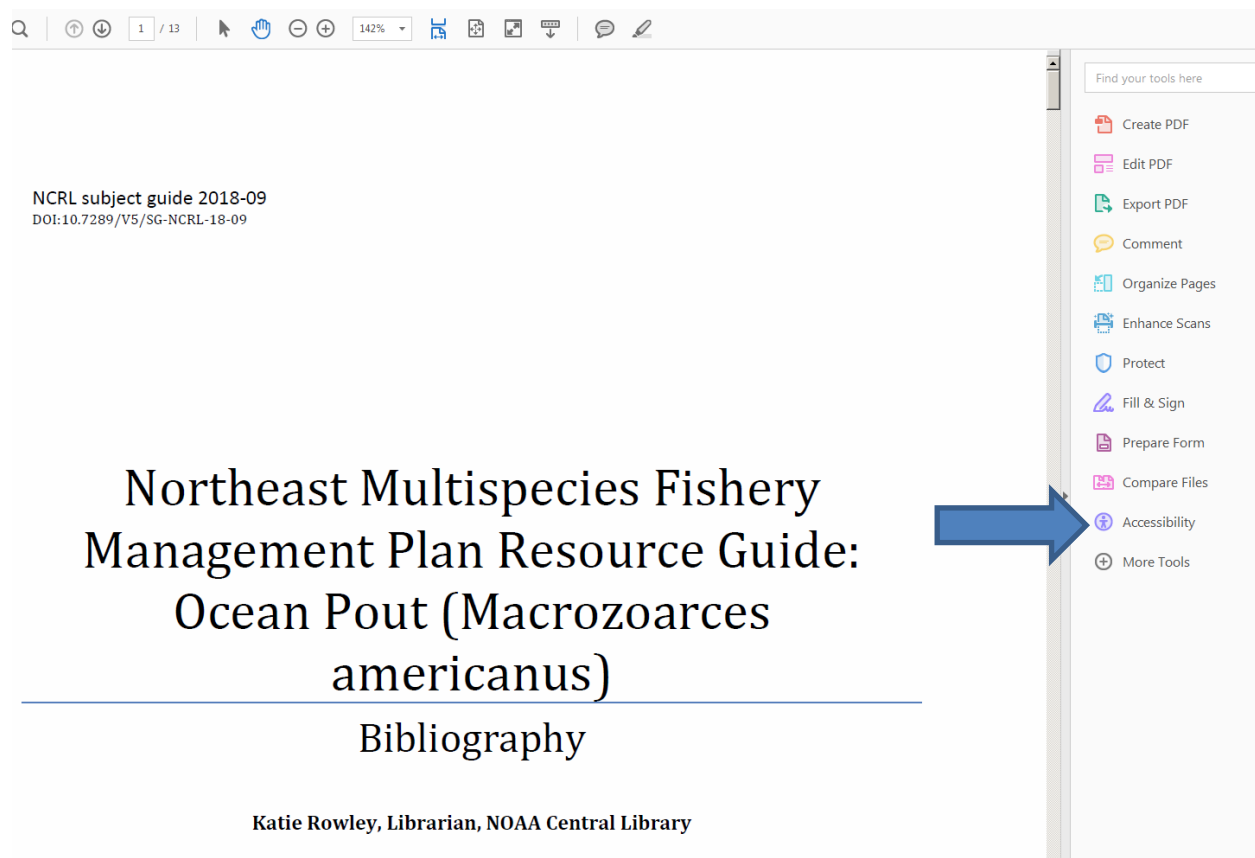 1 / 13
142%
NCRL subject guide 2018-09
DOI:10.7289/V5/SG-NCRL-18-09
Northeast Multispecies Fishery
Management Plan Resource Guide:
Ocean Pout (Macrozoarces
americanus)
Bibliography
Katie Rowley, Librarian, NOAA Central Library
Find your tools here
Create PDF
Edit PDF
Export PDF
Comment
Organize Pages
Enhance Scans
Protect
Fill & Sign
Prepare Form
Compare Files
Accessibility
More Tools